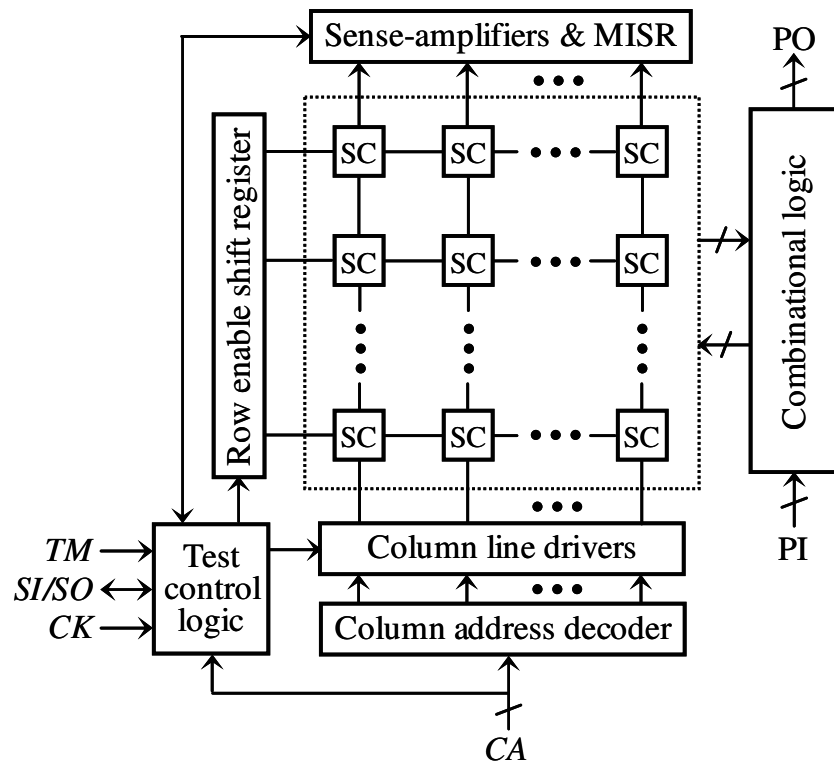 Sense-amplifiers & MISR
PO
Row enable shift register
SC SC SC
SC SC SC
SC SC SC
Combinational logic
PI
TM
SI/SO
CK
Test
control
logic
Column line drivers
Column address decoder
CA